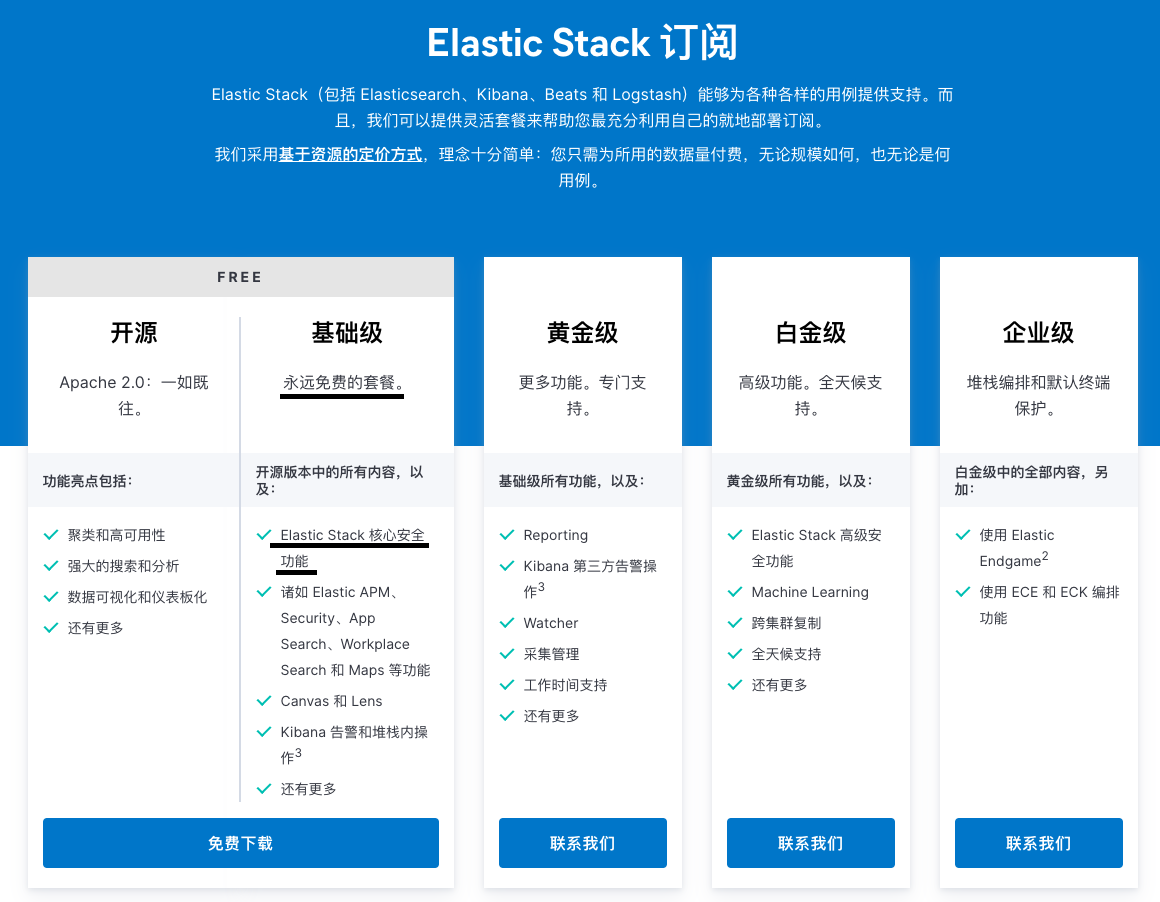 Elastic Stack 订阅
Elastic Stack（包括 Elasticsearch、Kibana、Beats 和 Logstash）能够为各种各样的用例提供支持。而
且，我们可以提供灵活套餐来帮助您最充分利用自己的就地部署订阅。
我们采用基于资源的定价方式，理念十分简单：您只需为所用的数据量付费，无论规模如何，也无论是何
用例。
FREE
开源
Apache 2.0：一如既
往。
功能亮点包括：
聚类和高可用性
强大的搜索和分析
数据可视化和仪表板化
还有更多
基础级
永远免费的套餐。
开源版本中的所有内容，以
及：
Elastic Stack 核心安全
功能
诸如 Elastic APM、
Security、App
Search、Workplace
Search 和 Maps 等功能
Canvas 和 Lens
Kibana 告警和堆栈内操
作3
还有更多
免费下载
黄金级
更多功能。专门支
持。
基础级所有功能，以及：
Reporting
Kibana 第三方告警操
作3
Watcher
采集管理
工作时间支持
还有更多
联系我们
白金级
高级功能。全天候支
持。
黄金级所有功能，以及：
Elastic Stack 高级安
全功能
Machine Learning
跨集群复制
全天候支持
还有更多
联系我们
企业级
堆栈编排和默认终端
保护。
白金级中的全部内容，另
加：
使用 Elastic
Endgame2
使用 ECE 和 ECK 编排
功能
联系我们